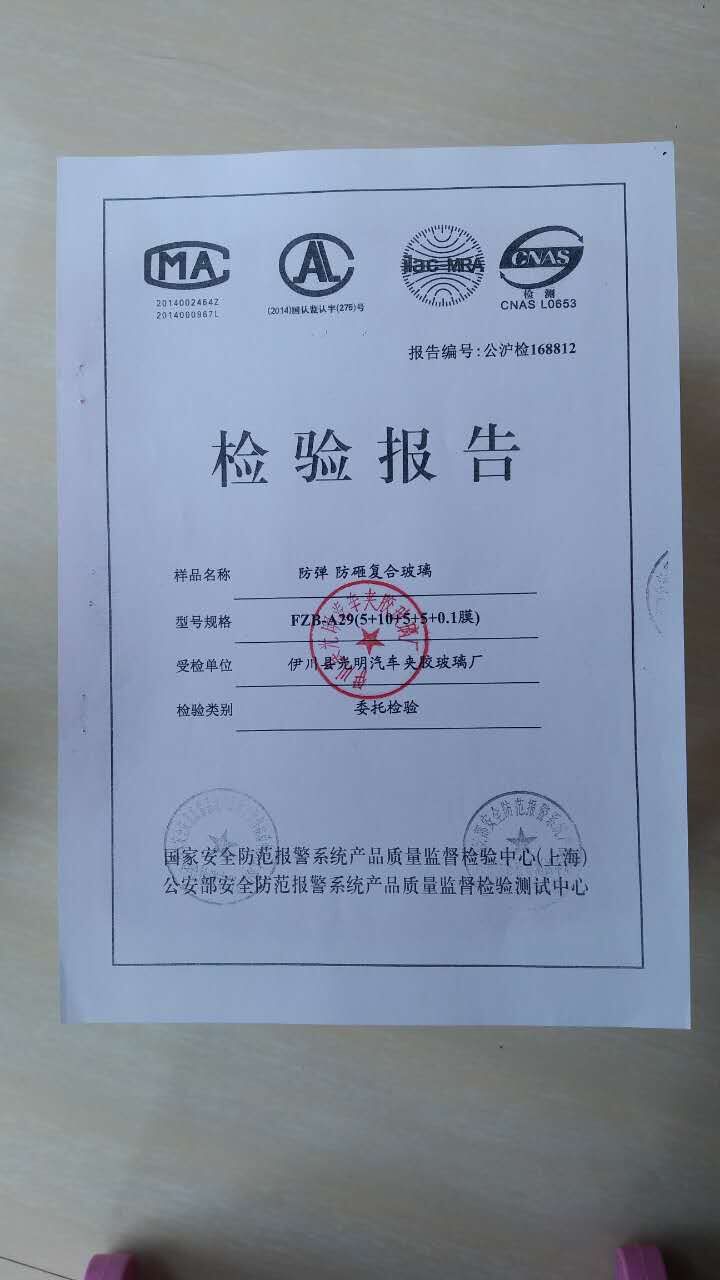 MA
2014002464Z
2014000967L
AL
(2014)国认监认字(275)号
ilac-MRA
CNAS
检 测
CNAS L0653
报告编号:公沪检168812
检验报告
样品名称 防弹 防砸复合玻璃
型号规格 FZB-A29(5+10+5+5+0.1膜)
受检单位 伊川县光明汽车夹胶玻璃厂
检验类别 委托检验
国家安全防范报警系统产品质量监督检验中心(上海)
公安部安全防范报警系统产品质量监督检验测试中心